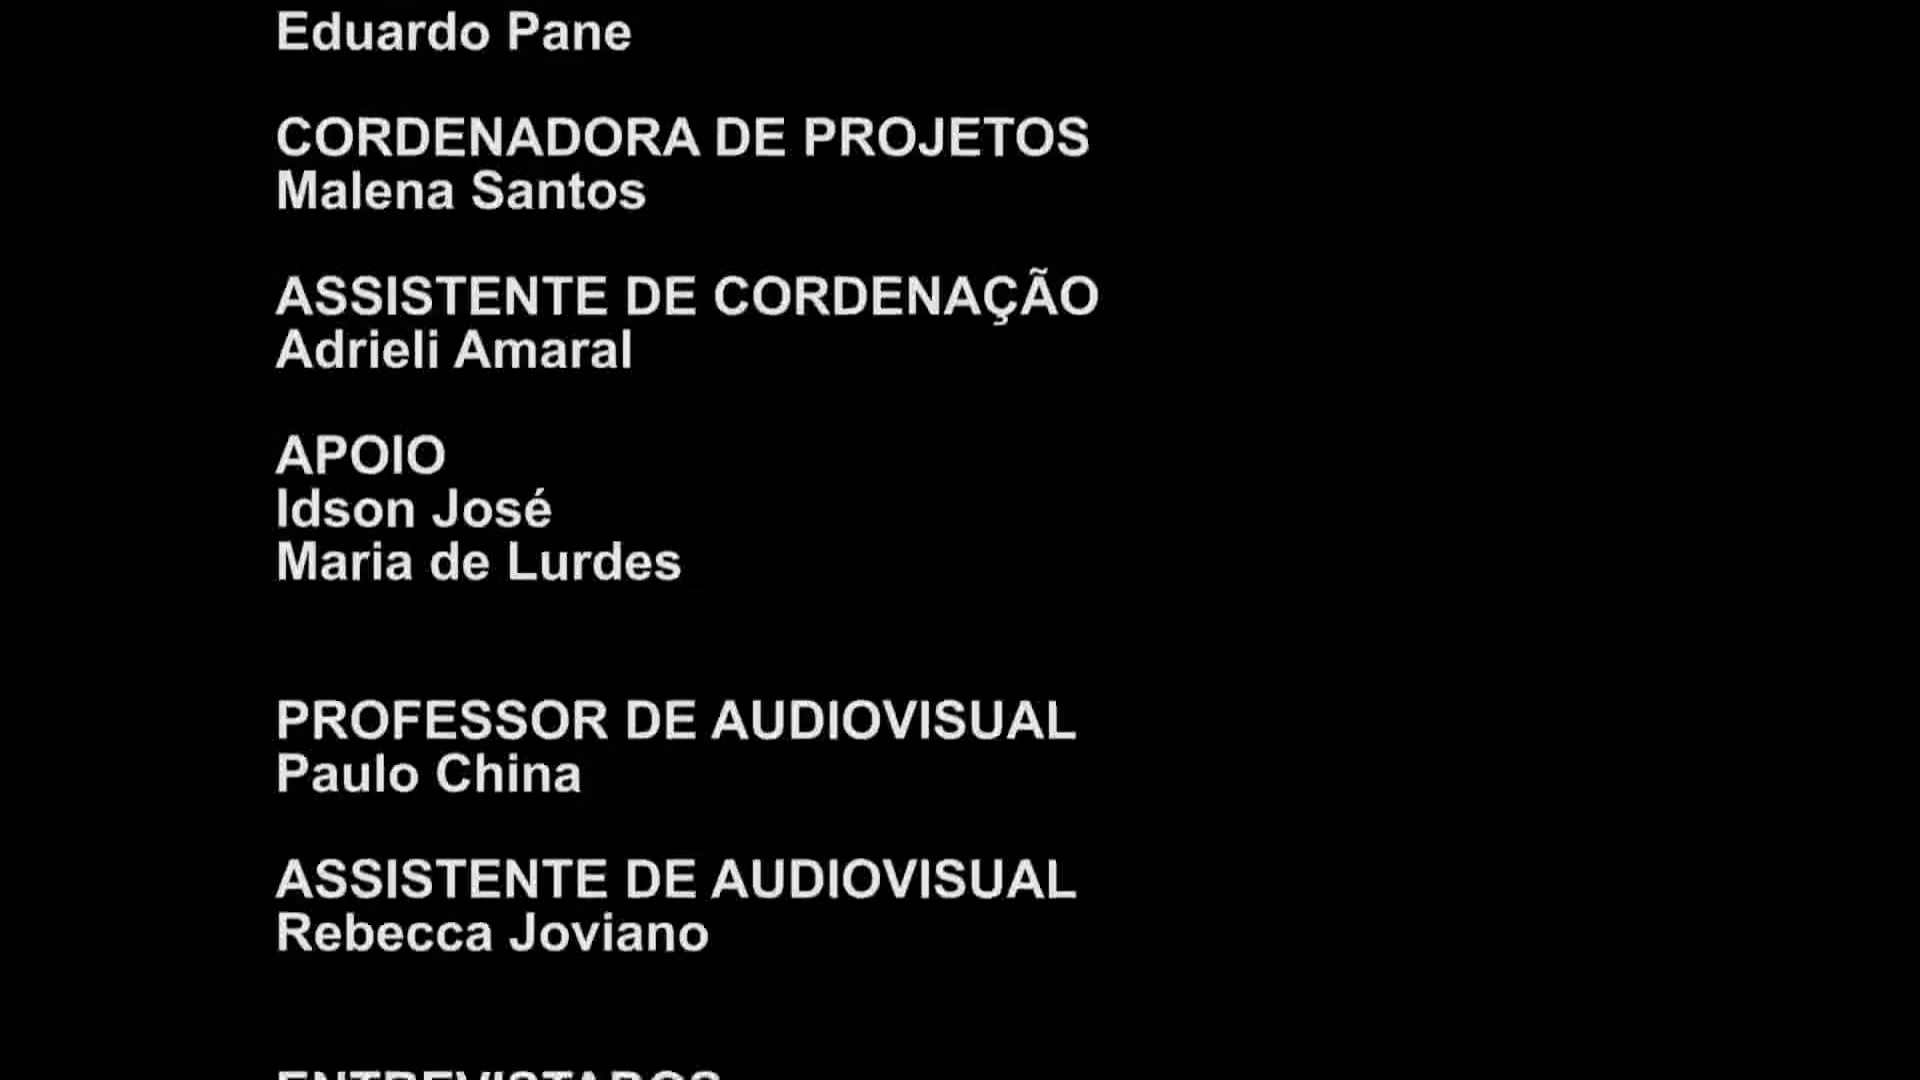 Eduardo Pane
CORDENADORA DE PROJETOS
Malena Santos
ASSISTENTE DE CORDENAÇÃO
Adrieli Amaral
APOIO
Idson José
Maria de Lurdes
PROFESSOR DE AUDIOVISUAL
Paulo China
ASSISTENTE DE AUDIOVISUAL
Rebecca Joviano
ENTREVISTADOS